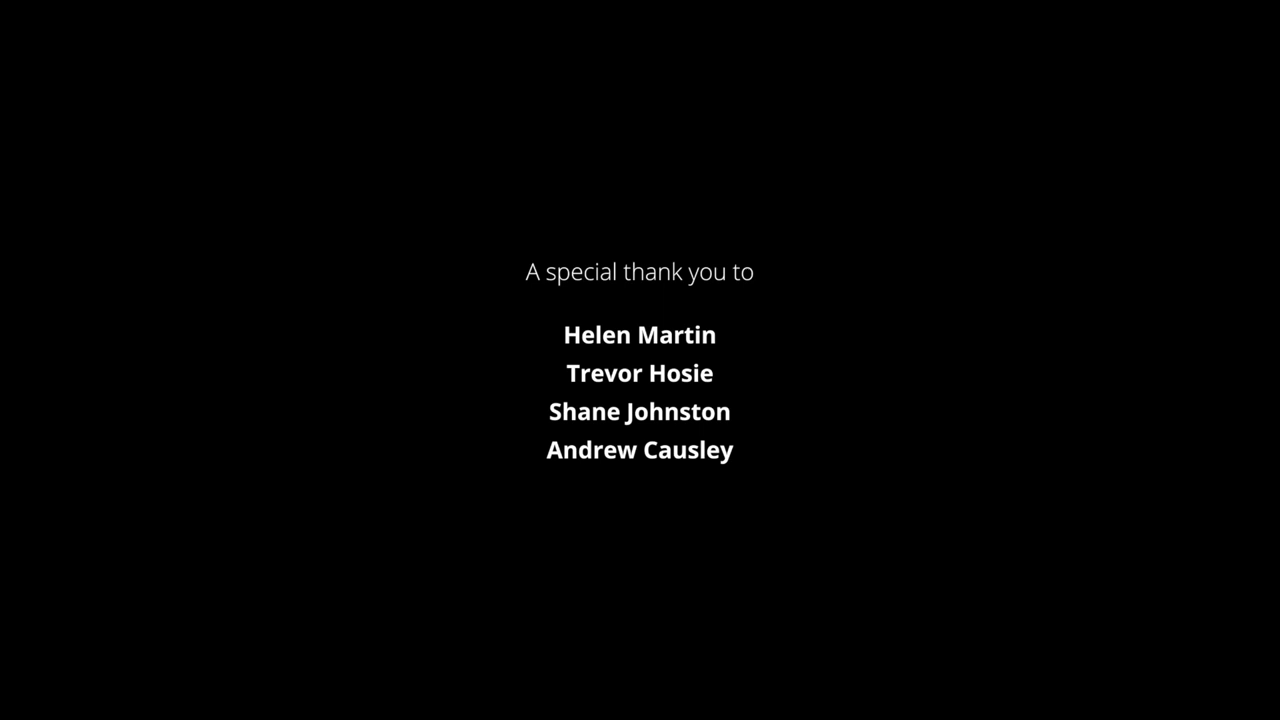 A special thank you to
Helen Martin
Trevor Hosie
Shane Johnston
Andrew Causley